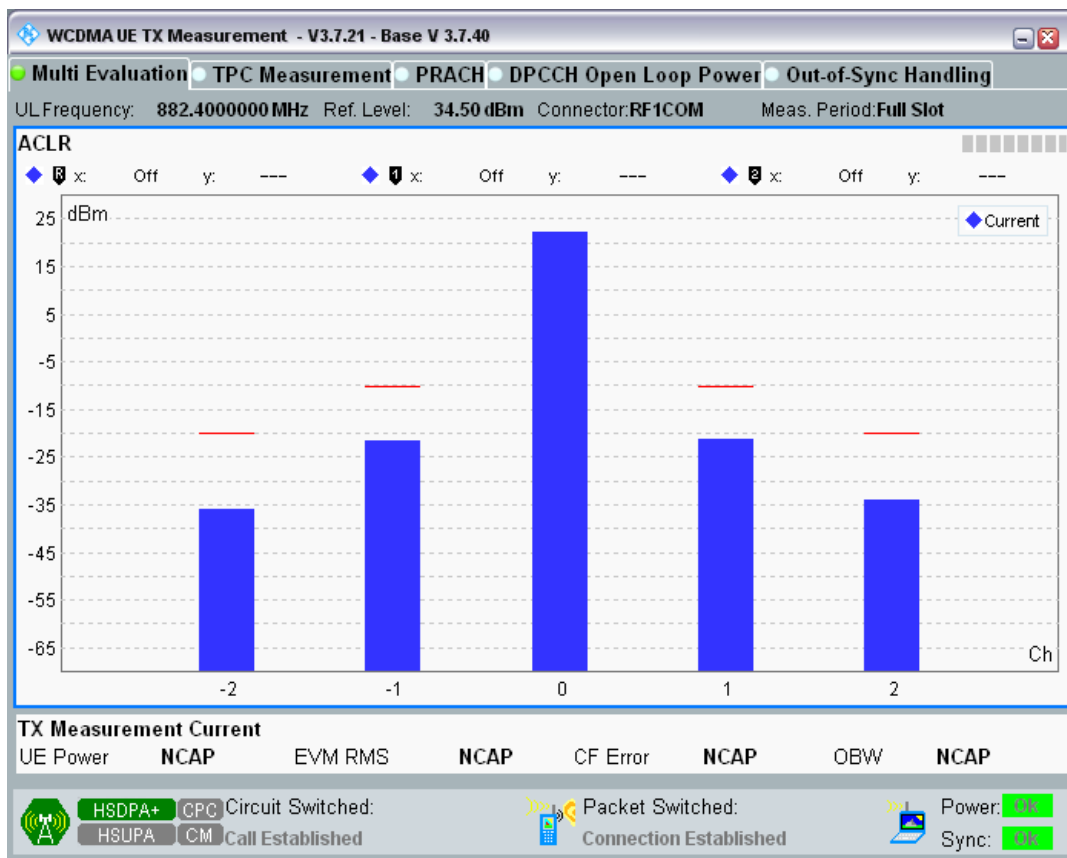 WCDMA UE TX Measurement - V3.7.21 - Base V 3.7.40
Multi Evaluation TPC Measurement PRACH DPCCH Open Loop Power Out-of-Sync Handling
UL Frequency: 882.4000000 MHz Ref. Level: 34.50 dBm Connector:RF1COM Meas. Period:Full Slot
ACLR
R x: Off y: --- 1 x: Off y: --- 2 x: Off y: ---
dBm
Current
25
15
5
-5
-15
-25
-35
-45
-55
-65
Ch
-2 -1 0 1 2
TX Measurement Current
UE Power NCAP EVM RMS NCAP CF Error NCAP OBW NCAP
HSDPA+ CPC Circuit Switched: Packet Switched: Power: Ok
HSUPA CM Call Established Connection Established Sync: Ok